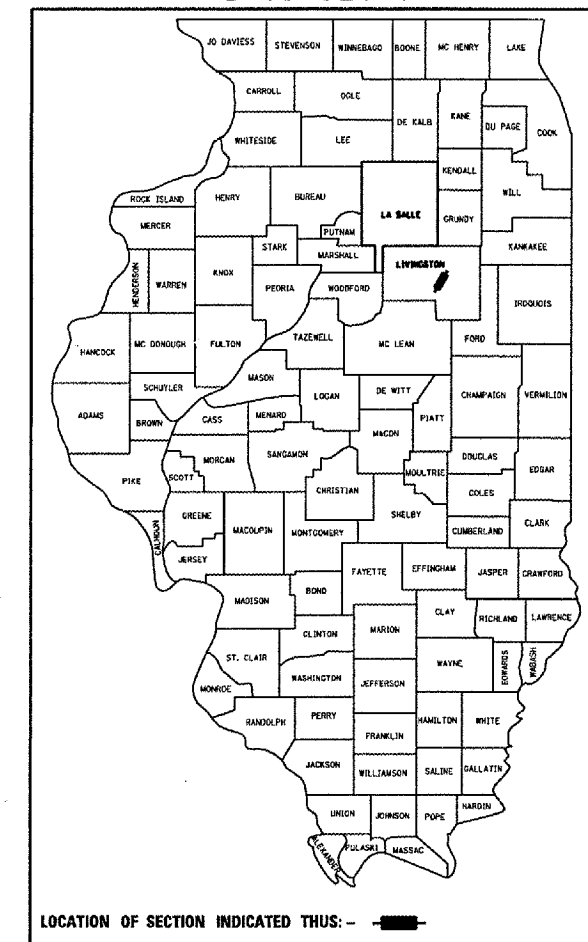 JO DAVIESS
STEVENSON
WINNEBAGO
BOONE
MC HENRY
LAKE
CARROLL
OGLE
DE KALB
KANE
DU PAGE
COOK
WHITESIDE
LEE
KENDALL
WILL
ROCK ISLAND
HENRY
BUREAU
LA SALLE
GRUNDY
MERCER
PUTNAM
KANKAKEE
STARK
MARSHALL
LIVINGSTON
HENDERSON
WARREN
KNOX
PEORIA
WOODFORD
IROQUOIS
HANCOCK
MC DONOUGH
FULTON
TAZEWELL
MC LEAN
FORD
SCHUYLER
MASON
LOGAN
DE WITT
CHAMPAIGN
VERMILION
ADAMS
BROWN
CASS
MENARD
MACON
PIATT
MORGAN
SANGAMON
DOUGLAS
EDGAR
PIKE
SCOTT
CHRISTIAN
MOULTRIE
COLES
GREENE
SHELBY
CALHOUN
MACOUPIN
MONTGOMERY
CUMBERLAND
CLARK
JERSEY
FAYETTE
EFFINGHAM
JASPER
CRAWFORD
MADISON
BOND
CLAY
RICHLAND
LAWRENCE
CLINTON
MARION
ST. CLAIR
WAYNE
EDWARDS
WABASH
WASHINGTON
JEFFERSON
MONROE
RANDOLPH
PERRY
HAMILTON
WHITE
FRANKLIN
JACKSON
WILLIAMSON
SALINE
GALLATIN
UNION
JOHNSON
POPE
HARDIN
ALEXANDER
PULASKI
MASSAC
LOCATION OF SECTION INDICATED THUS: -